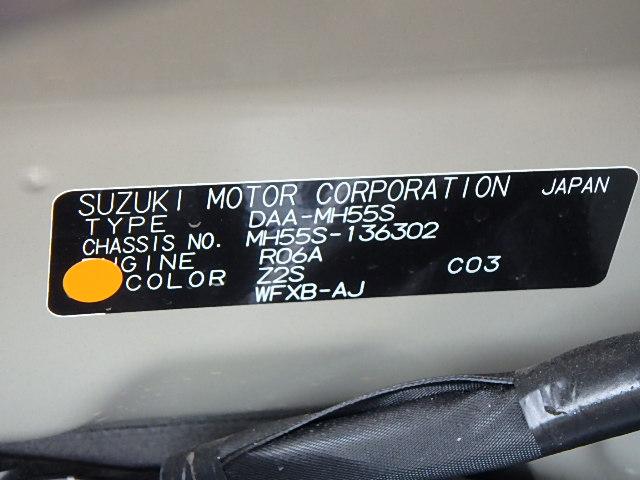 SUZUKI MOTOR CORPORATION JAPAN
TYPE DAA-MH55S
CHASSIS NO. MH55S-136302
ENGINE R06A
COLOR Z2S C03
WFXB-AJ